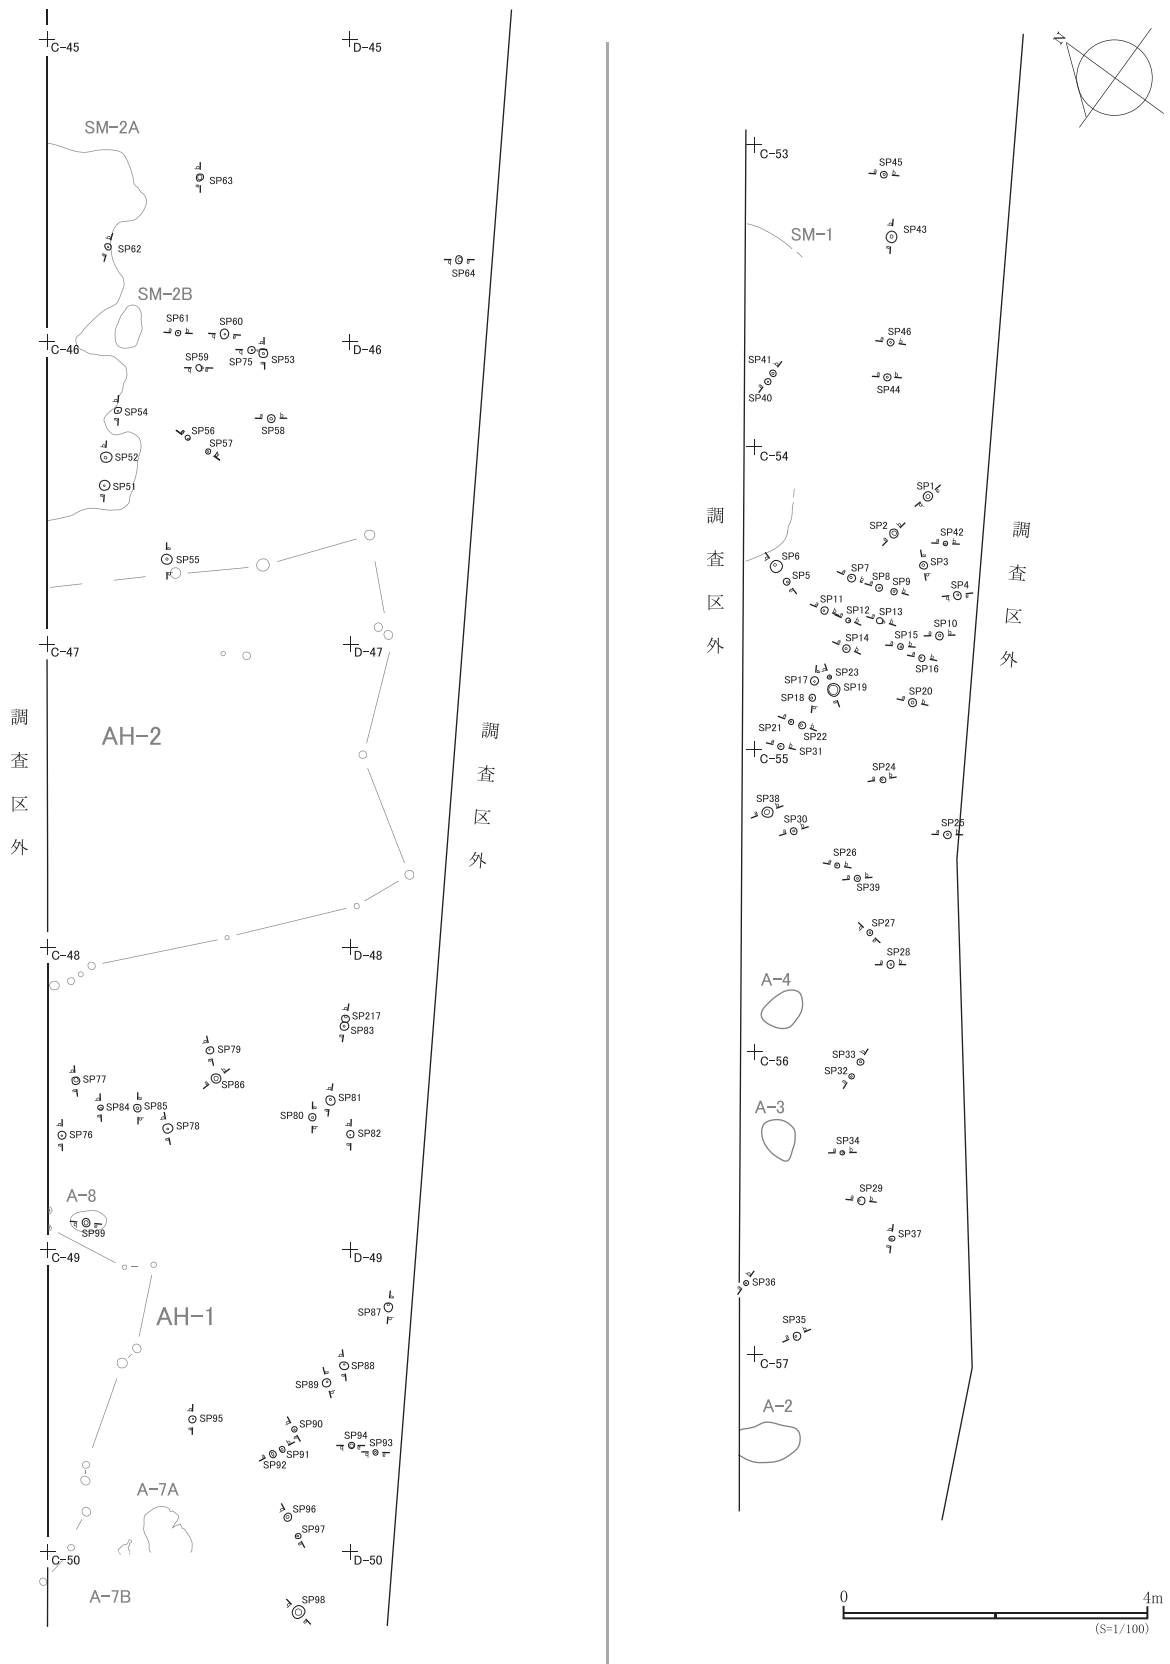 C-45
D-45
SM-2A
SP63
SP62
SP64
SM-2B
SP61
SP60
C-46
D-46
SP59
SP75
SP53
SP54
SP58
SP56
SP57
SP52
SP51
SP55
C-47
D-47
調査区外
AH-2
調査区外
C-48
D-48
SP217
SP83
SP79
SP77
SP86
SP84
SP85
SP81
SP80
SP76
SP78
SP82
A-8
SP99
C-49
D-49
AH-1
SP87
SP88
SP89
SP95
SP90
SP94
SP93
SP91
SP92
A-7A
SP96
SP97
C-50
D-50
A-7B
SP98
N
C-53
SP45
SM-1
SP43
SP46
SP41
SP40
SP44
C-54
SP1
調査区外
SP2
SP42
調査区外
SP6
SP3
SP5
SP7
SP8
SP9
SP4
SP11
SP12
SP13
SP10
SP14
SP15
SP16
SP23
SP17
SP19
SP18
SP20
SP21
SP22
SP31
C-55
SP24
SP38
SP30
SP25
SP26
SP39
SP27
SP28
A-4
C-56
SP33
SP32
A-3
SP34
SP29
SP37
SP36
SP35
C-57
A-2
0
4m
(S=1/100)